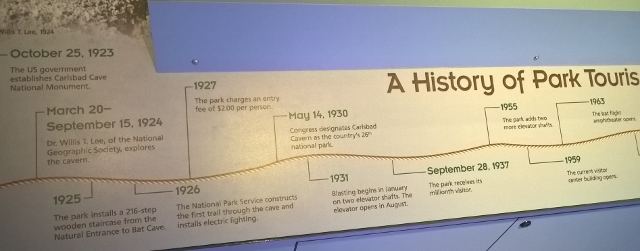 Willis T. Lee, 1924
October 25, 1923
The US government
establishes Carlsbad Cave
National Monument.
March 20–
September 15, 1924
Dr. Willis T. Lee, of the National
Geographic Society, explores
the cavern.
1925
The park installs a 216-step
wooden staircase from the
Natural Entrance to Bat Cave.
1926
The National Park Service constructs
the first trail through the cave and
installs electric lighting.
1927
The park charges an entry
fee of $2.00 per person.
A History of Park Touris
May 14, 1930
Congress designates Carlsbad
Cavern as the country's 26th
national park.
1931
Blasting begins in January
on two elevator shafts. The
elevator opens in August.
September 28, 1937
The park receives its
millionth visitor.
1955
The park adds two
more elevator shafts.
1959
The current visitor
center building opens.
1963
The bat flight
amphitheater opens.